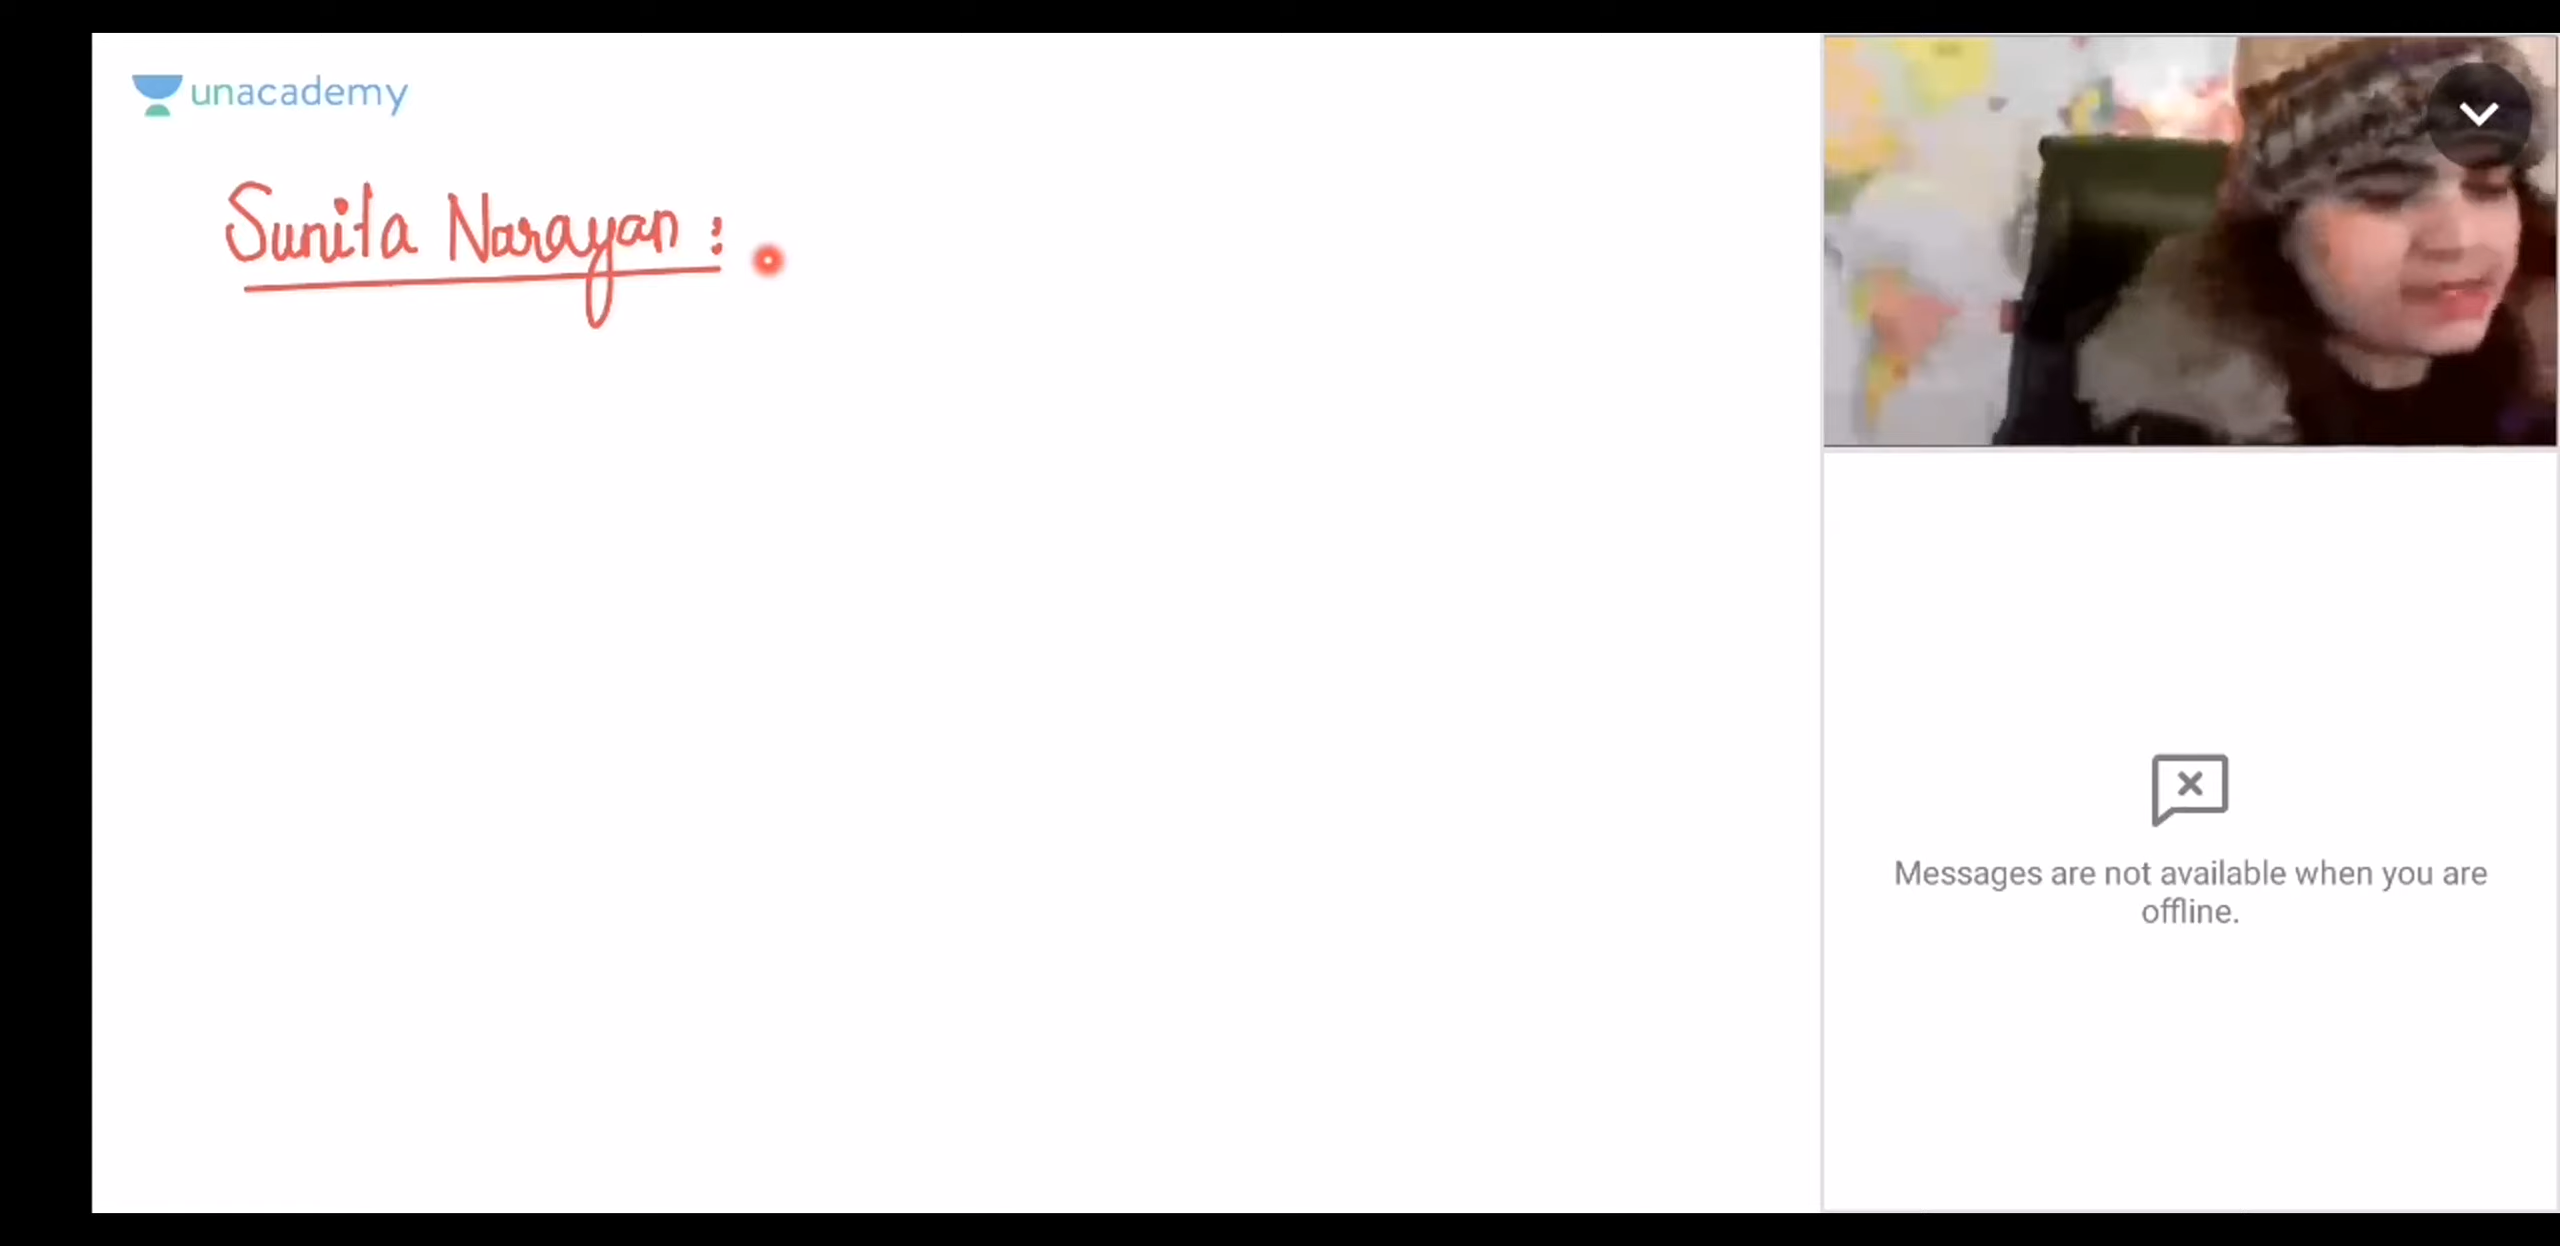 unacademy
Sunita Narayan :
Messages are not available when you are
offline.